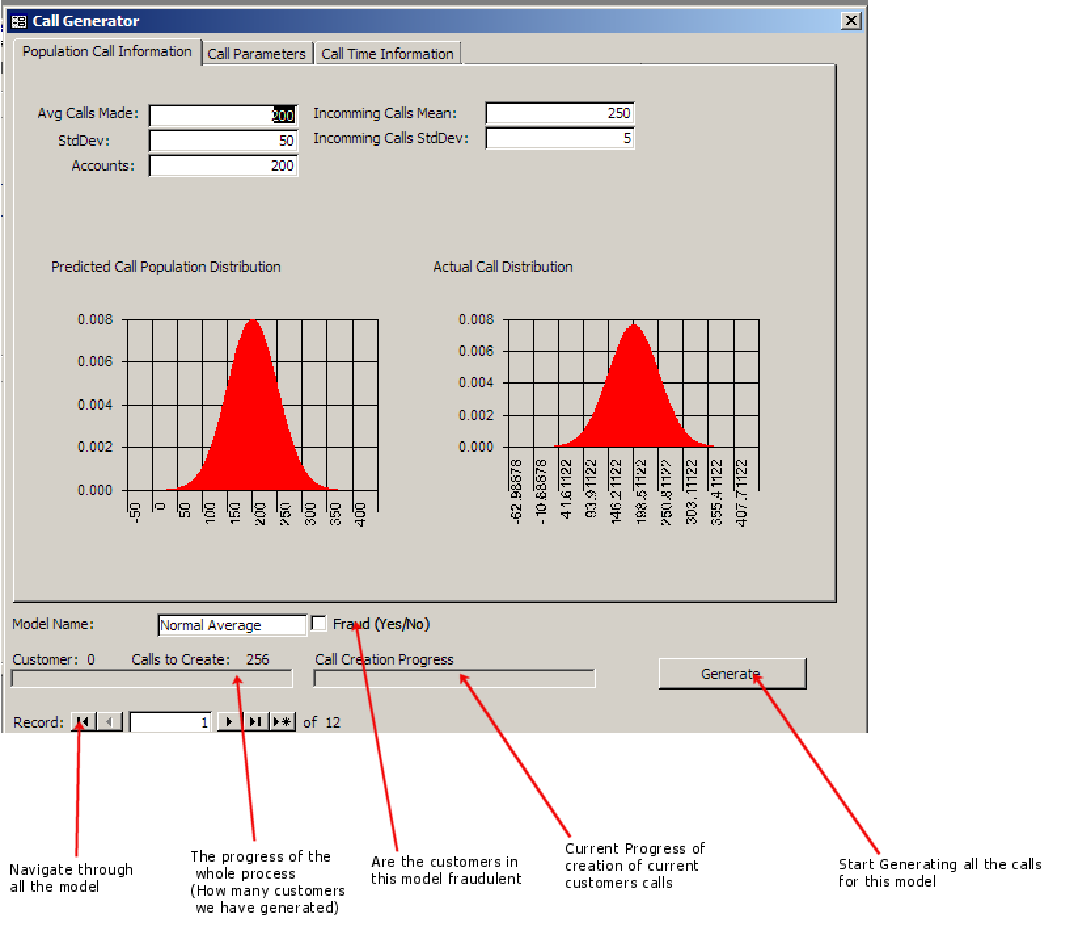 Call Generator
Population Call Information Call Parameters Call Time Information
Avg Calls Made: 200 Incomming Calls Mean: 250
StdDev: 50 Incomming Calls StdDev: 5
Accounts: 200
Predicted Call Population Distribution Actual Call Distribution
0.008
0.006
0.004
0.002
0.000
-50 0 50 100 150 200 250 300 350 400
0.008
0.006
0.004
0.002
0.000
-62.98878 -10.68878 41.61122 93.91122 146.21122 198.51122 250.81122 303.11122 355.41122 407.71122
Model Name: Normal Average Fraud (Yes/No)
Customer: 0 Calls to Create: 256 Call Creation Progress
Generate
Record: 1 of 12
Navigate through
all the model
The progress of the
whole process
(How many customers
we have generated)
Are the customers in
this model fraudulent
Current Progress of
creation of current
customers calls
Start Generating all the calls
for this model